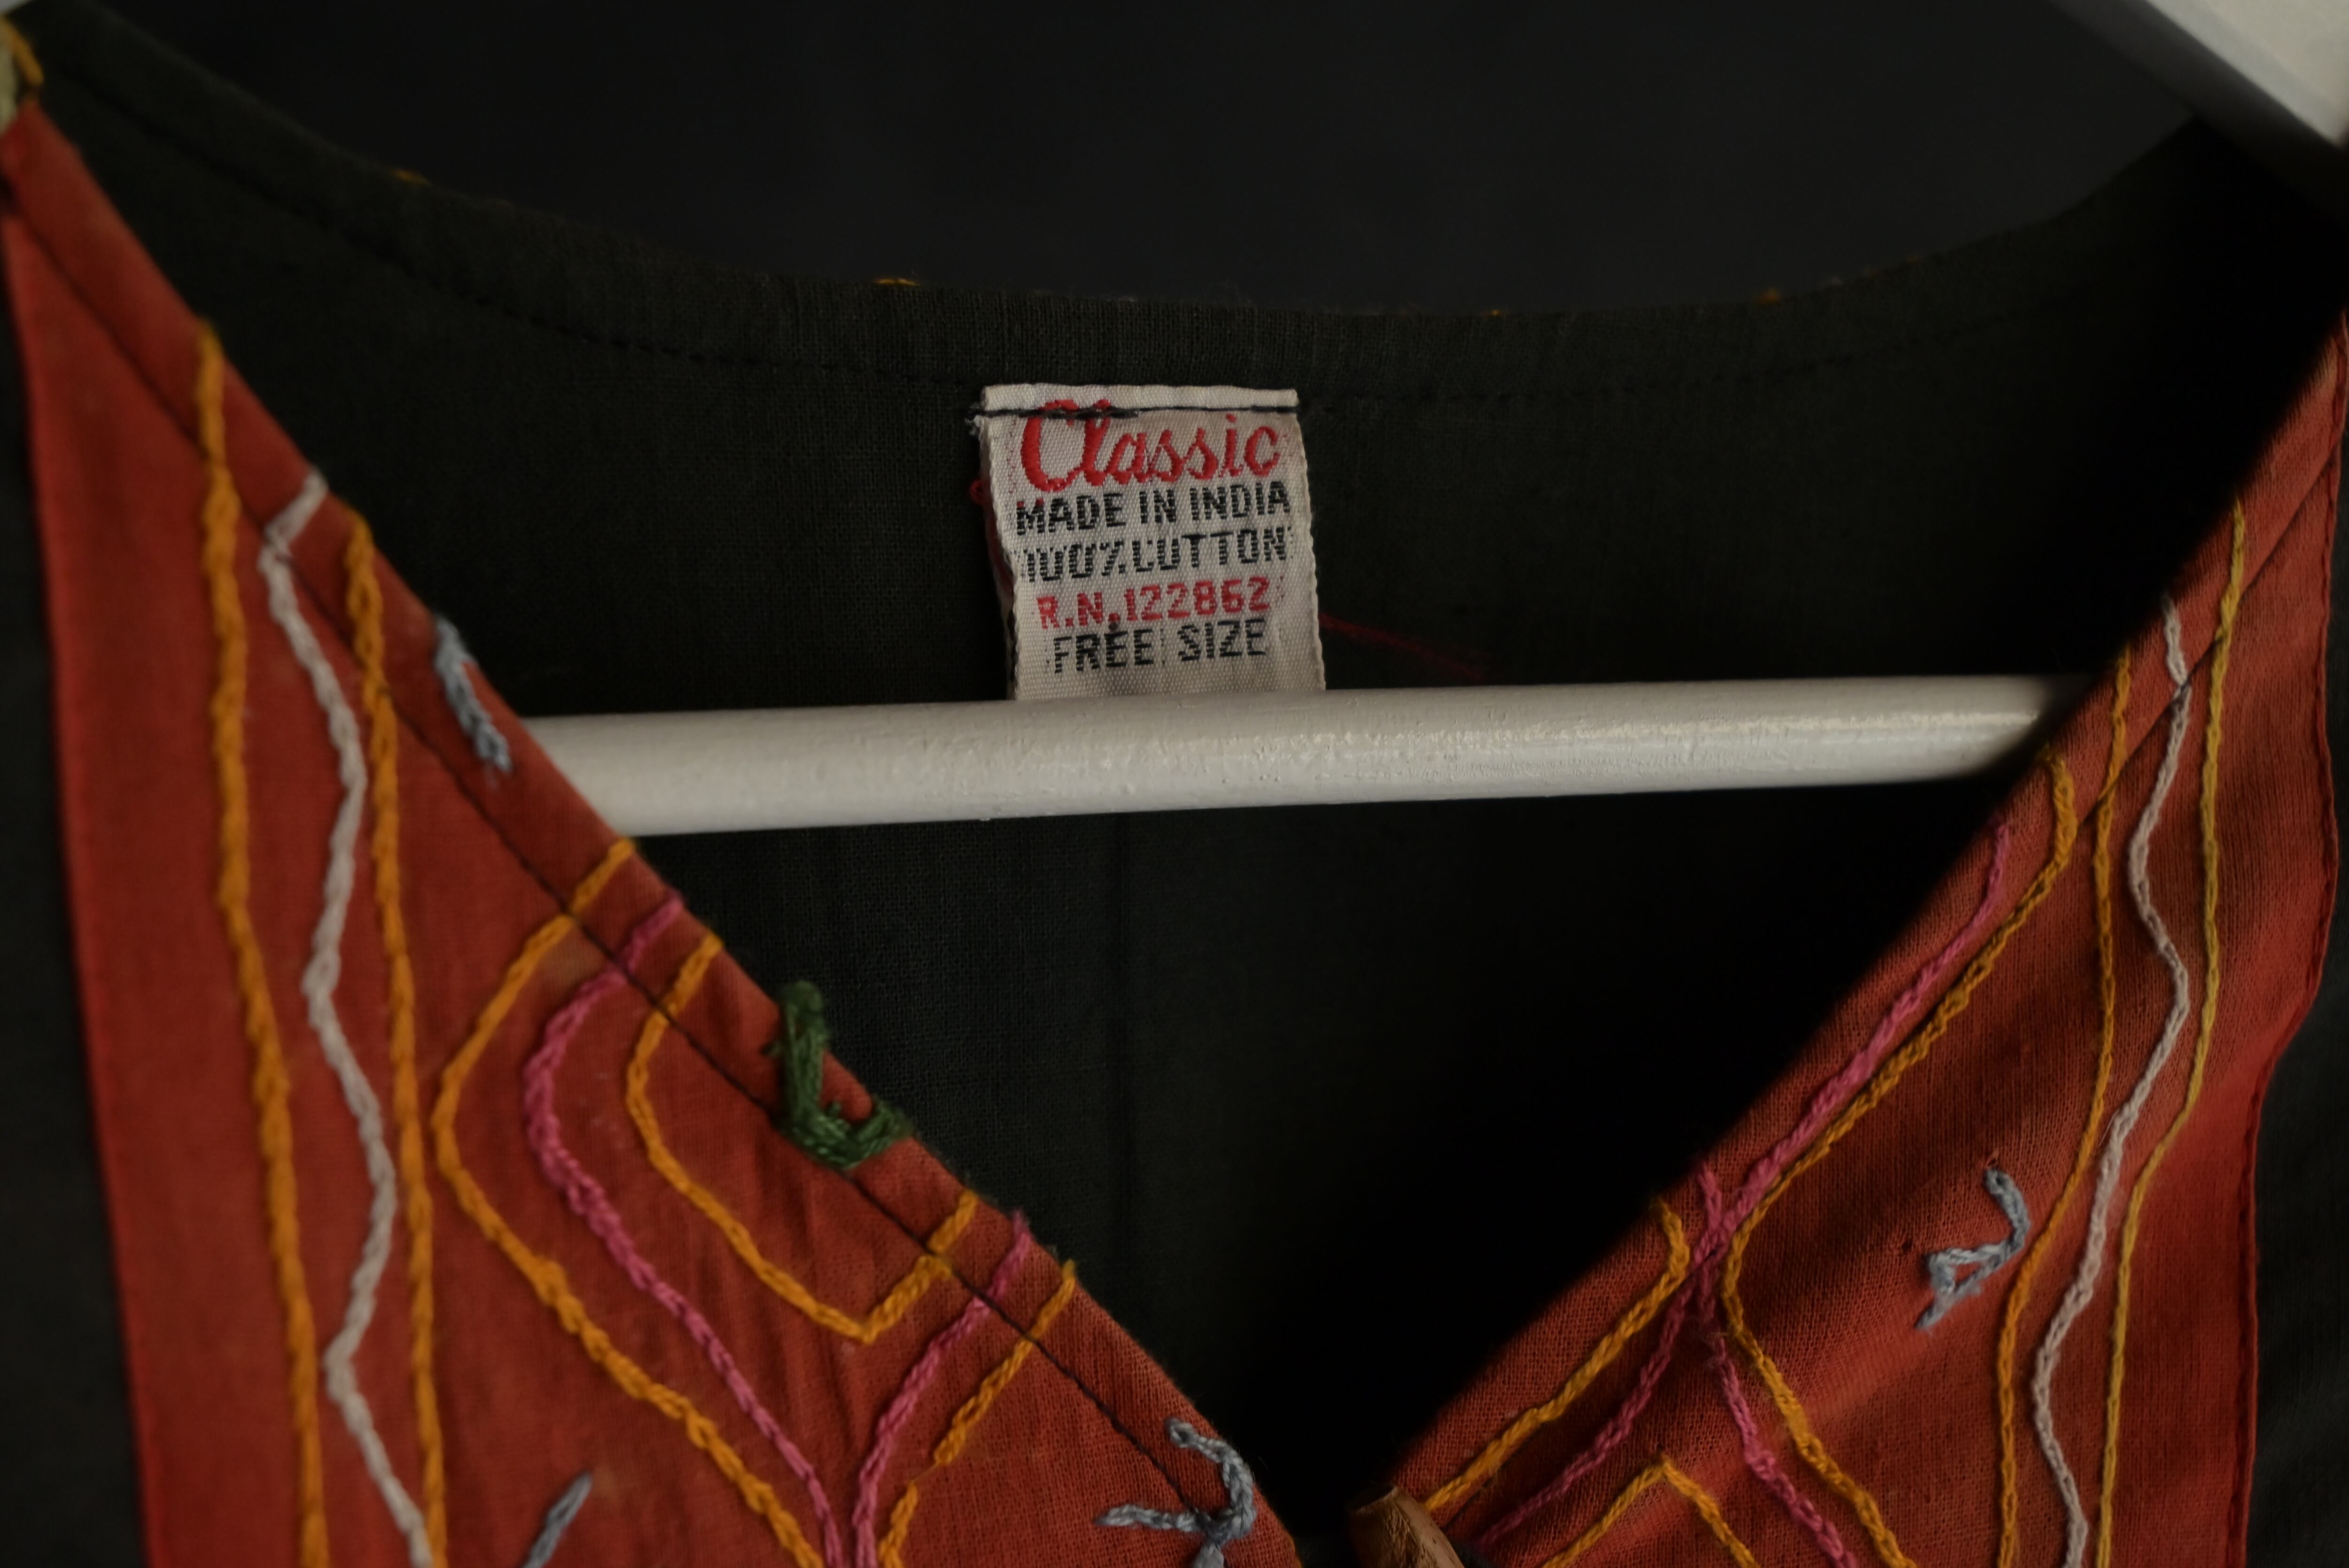 Classic
MADE IN INDIA
100% COTTON
R.N.122862
FREE SIZE